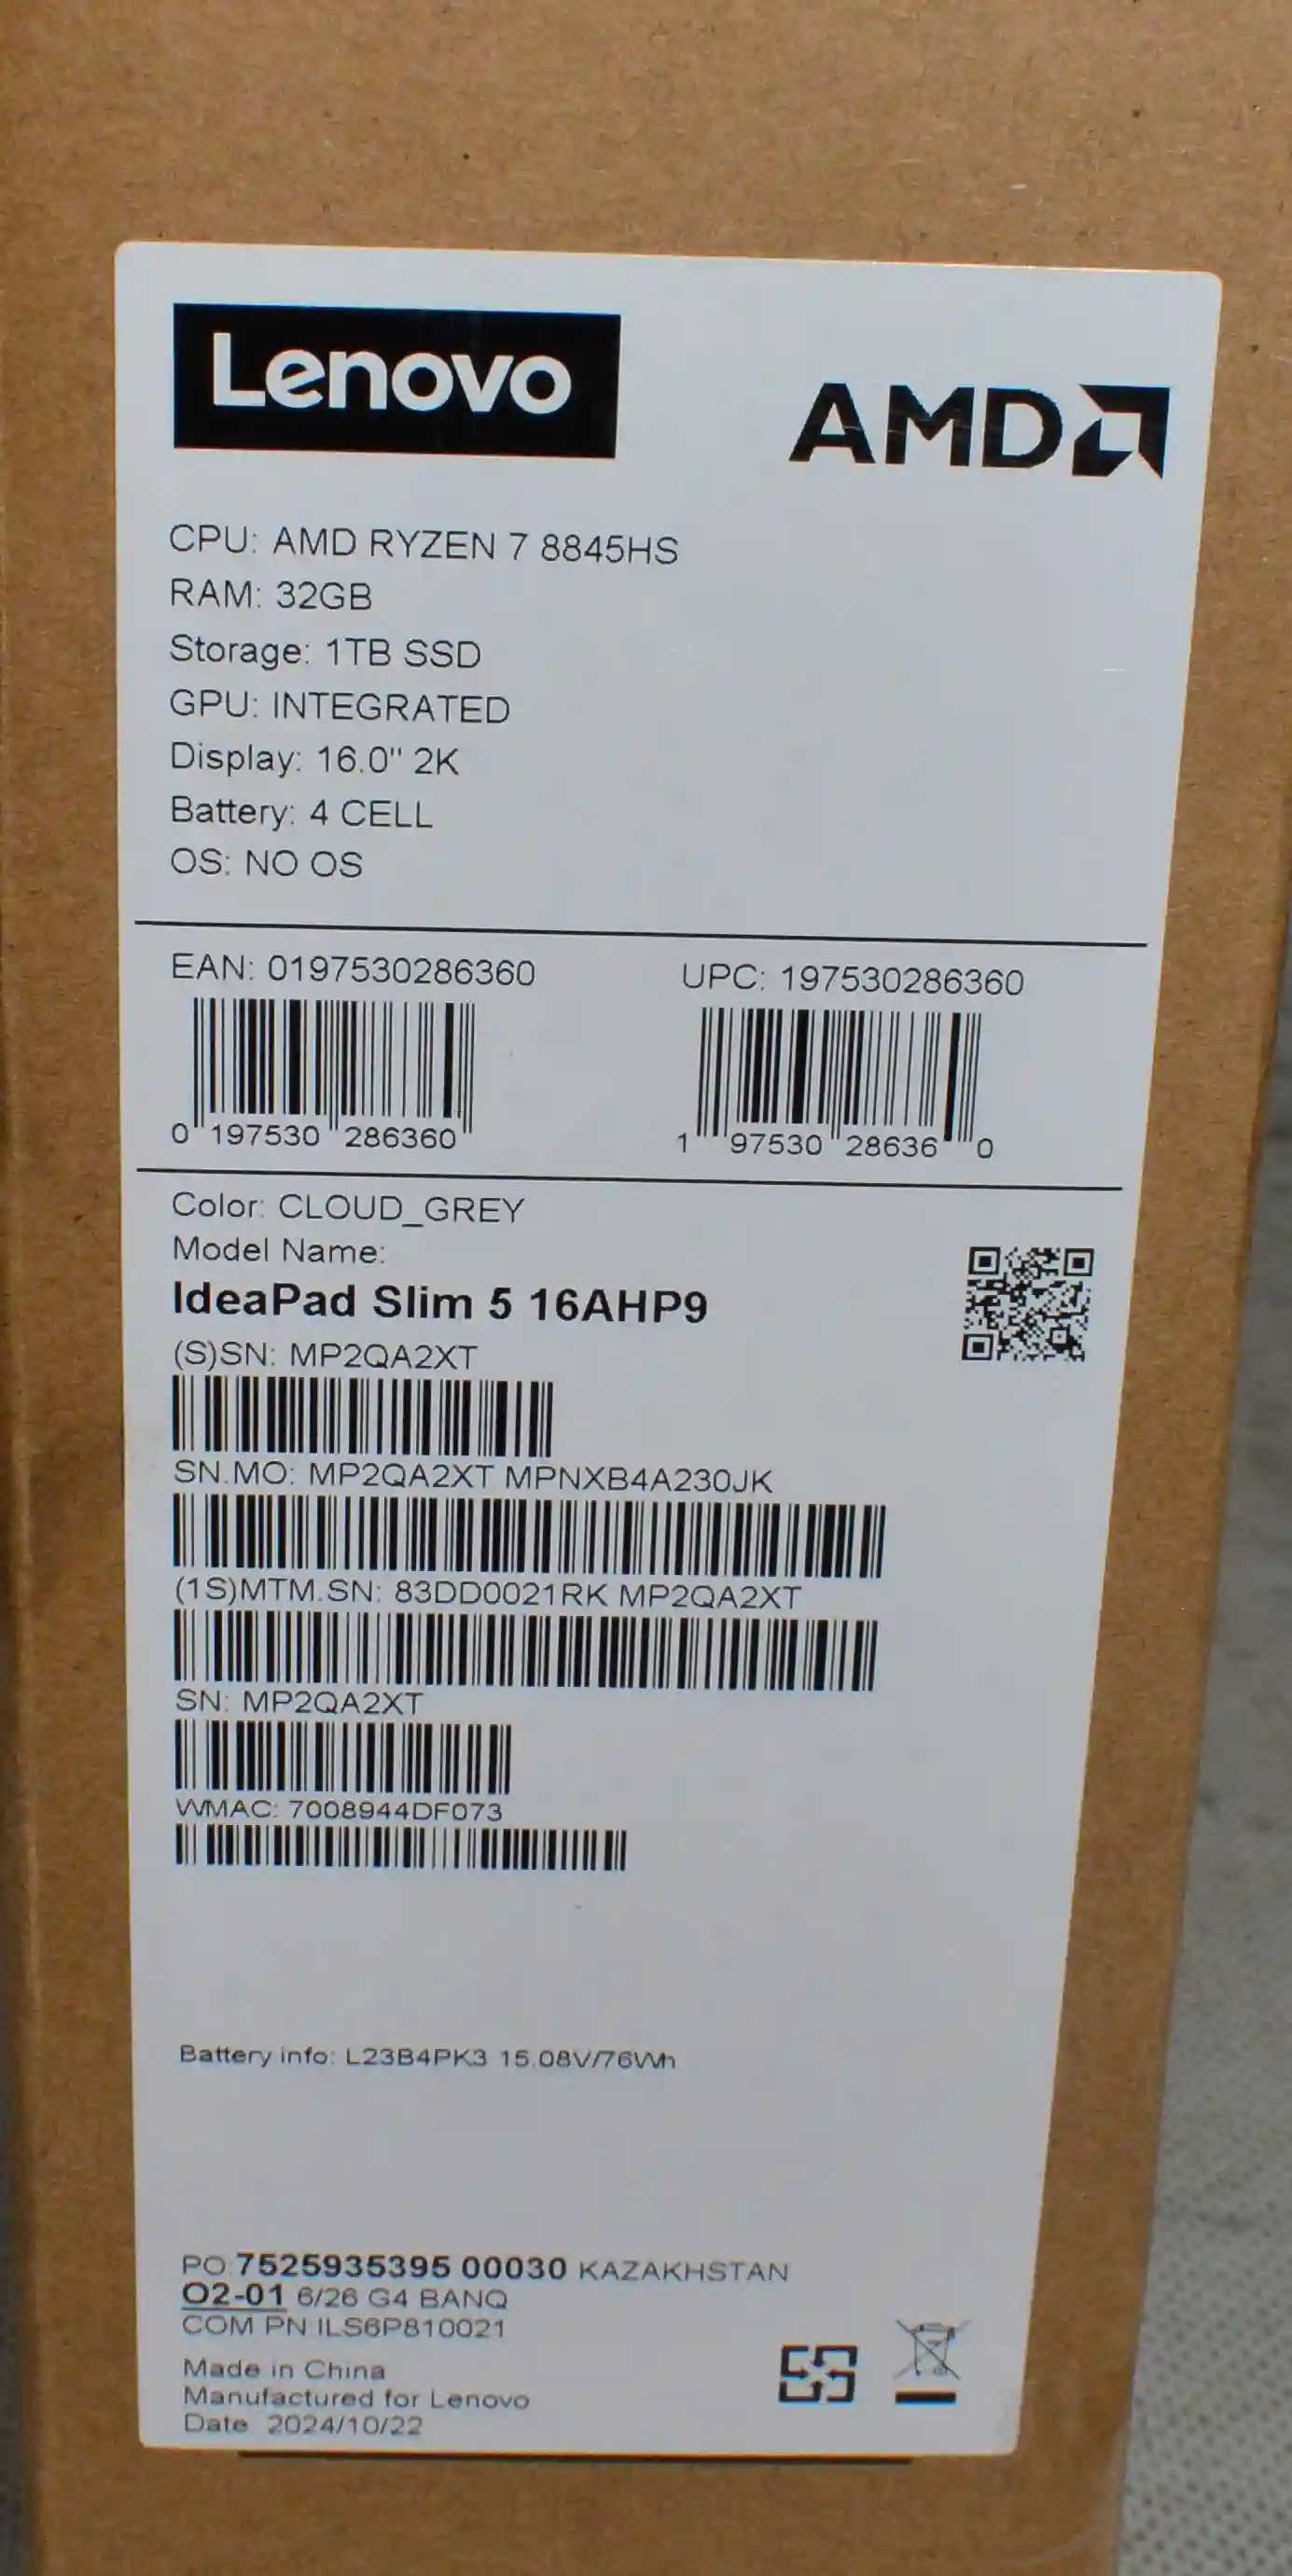 Lenovo
AMD
CPU: AMD RYZEN 7 8845HS
RAM: 32GB
Storage: 1TB SSD
GPU: INTEGRATED
Display: 16.0" 2K
Battery: 4 CELL
OS: NO OS
EAN: 0197530286360
UPC: 197530286360
0 197530 286360
1 97530 28636 0
Color: CLOUD_GREY
Model Name:
IdeaPad Slim 5 16AHP9
(S)SN: MP2QA2XT
SN.MO: MP2QA2XT MPNXB4A230JK
(1S)MTM.SN: 83DD0021RK MP2QA2XT
SN: MP2QA2XT
WMAC: 7008944DF073
Battery info: L23B4PK3 15.08V/76Wh
PO:7525935395 00030 KAZAKHSTAN
O2-01 6/26 G4 BANQ
COM PN:ILS6P810021
Made in China
Manufactured for Lenovo
Date 2024/10/22